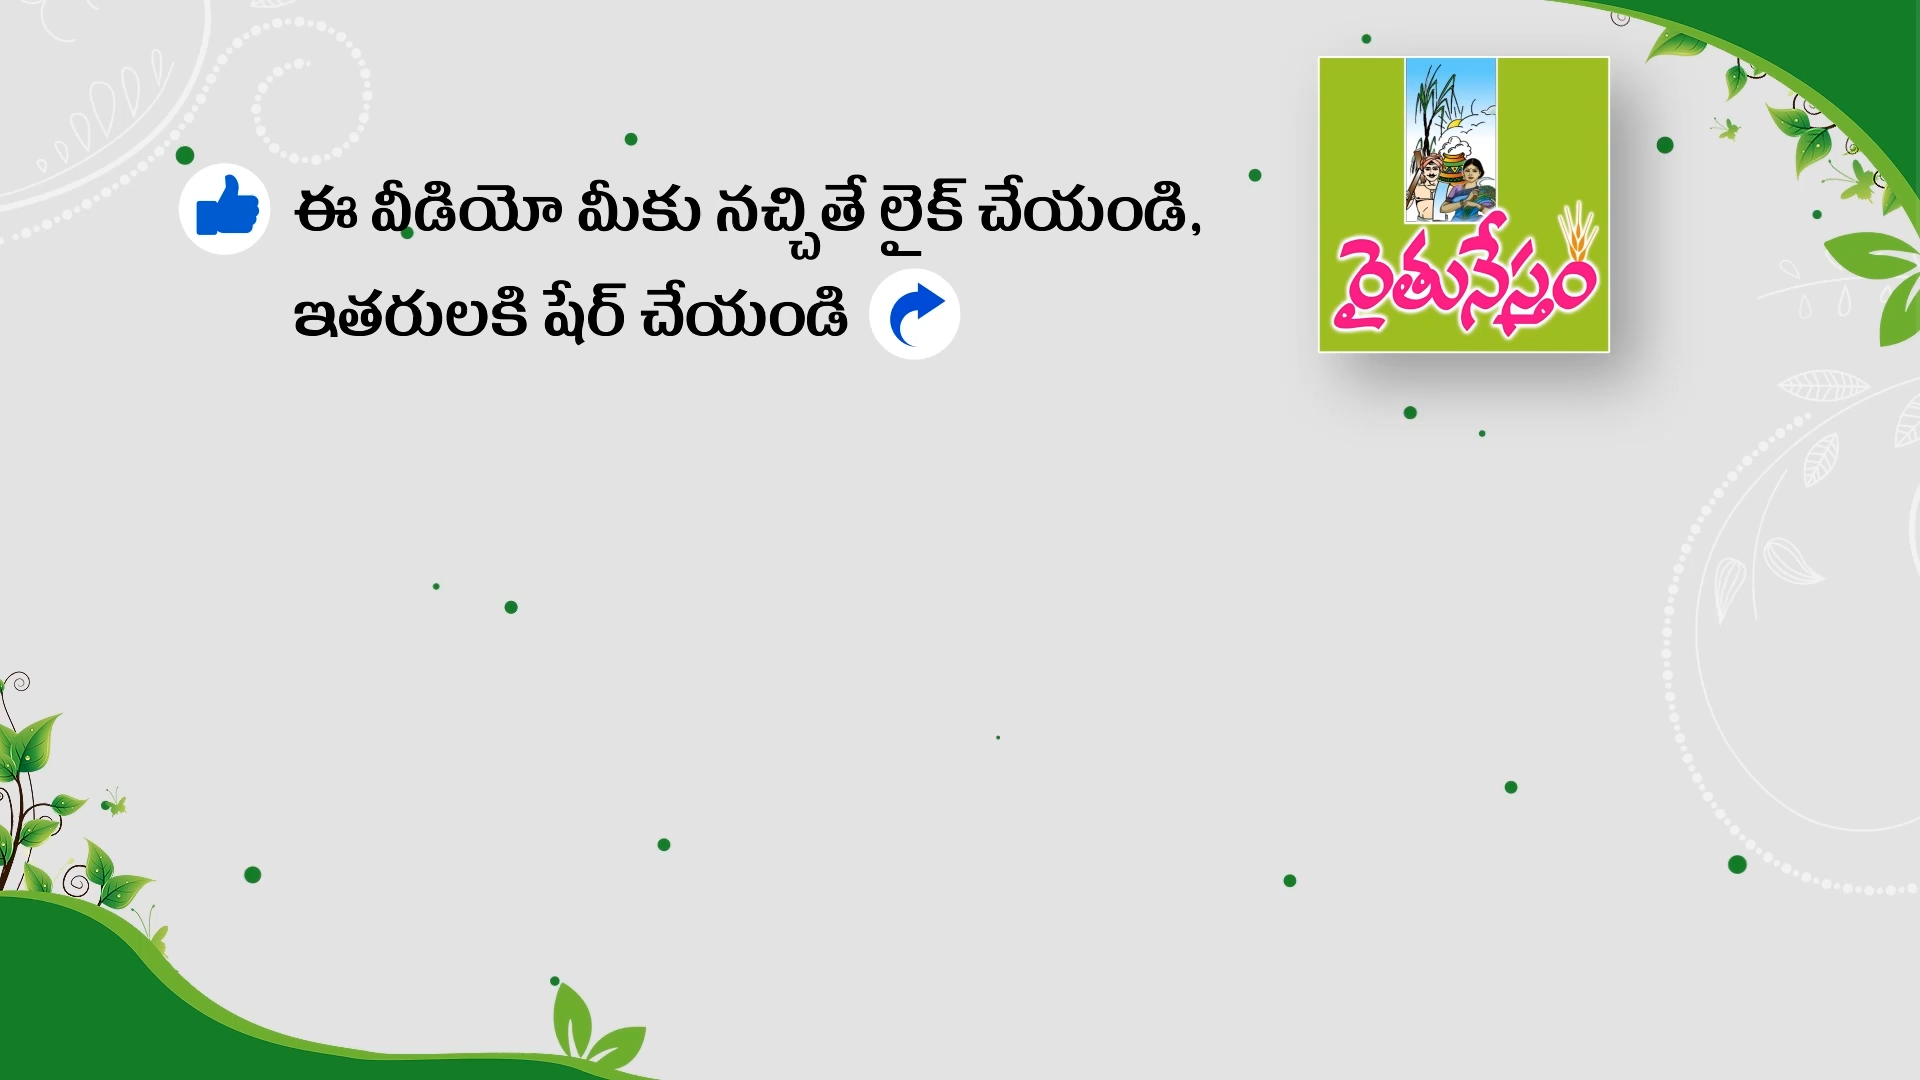 ఈ వీడియో మీకు నచ్చితే లైక్ చేయండి,
ఇతరులకి షేర్ చేయండి
రైతునేస్తం